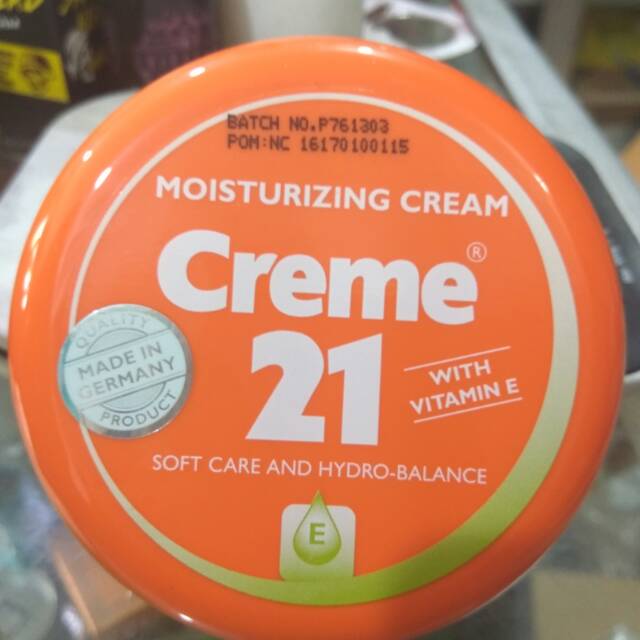 BATCH NO.P761303
POM:NC 16170100115
MOISTURIZING CREAM
Creme®
21
WITH
VITAMIN E
QUALITY
MADE IN
GERMANY
PRODUCT
SOFT CARE AND HYDRO-BALANCE
E